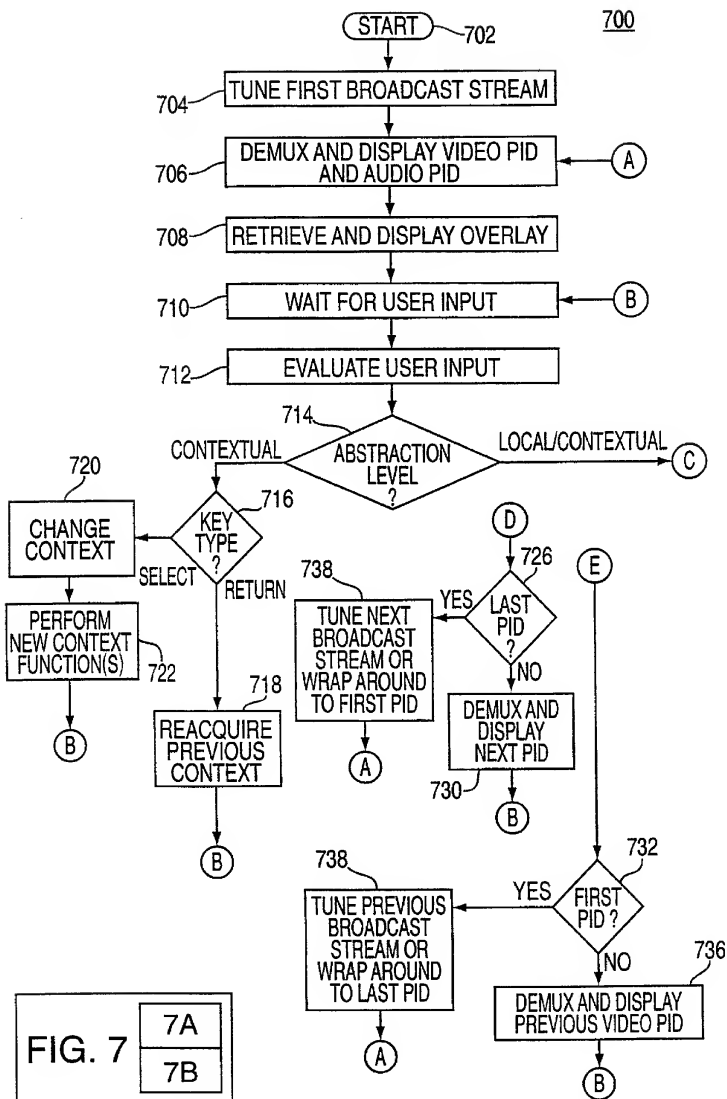 START
702
700
704
TUNE FIRST BROADCAST STREAM
706
DEMUX AND DISPLAY VIDEO PID
AND AUDIO PID
A
708
RETRIEVE AND DISPLAY OVERLAY
710
WAIT FOR USER INPUT
B
712
EVALUATE USER INPUT
714
CONTEXTUAL
ABSTRACTION
LEVEL
?
LOCAL/CONTEXTUAL
C
720
CHANGE
CONTEXT
716
KEY
TYPE
?
SELECT
RETURN
PERFORM
NEW CONTEXT
FUNCTION(S)
722
B
718
REACQUIRE
PREVIOUS
CONTEXT
B
D
726
LAST
PID
?
YES
NO
738
TUNE NEXT
BROADCAST
STREAM OR
WRAP AROUND
TO FIRST PID
A
DEMUX AND
DISPLAY
NEXT PID
730
B
E
732
FIRST
PID ?
YES
NO
738
TUNE PREVIOUS
BROADCAST
STREAM OR
WRAP AROUND
TO LAST PID
A
736
DEMUX AND DISPLAY
PREVIOUS VIDEO PID
B
FIG. 7
7A
7B